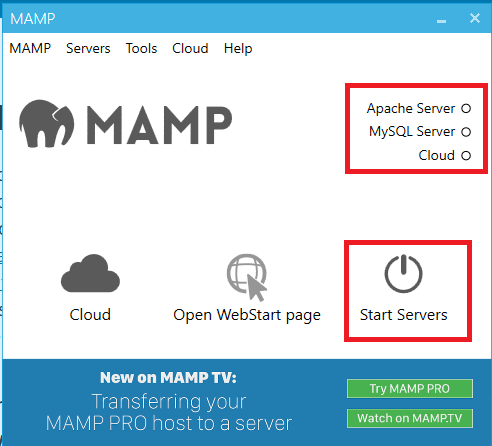 MAMP
MAMP Servers Tools Cloud Help
MAMP
Apache Server
MySQL Server
Cloud
Cloud
Open WebStart page
Start Servers
New on MAMP TV:
Transferring your
MAMP PRO host to a server
Try MAMP PRO
Watch on MAMP.TV